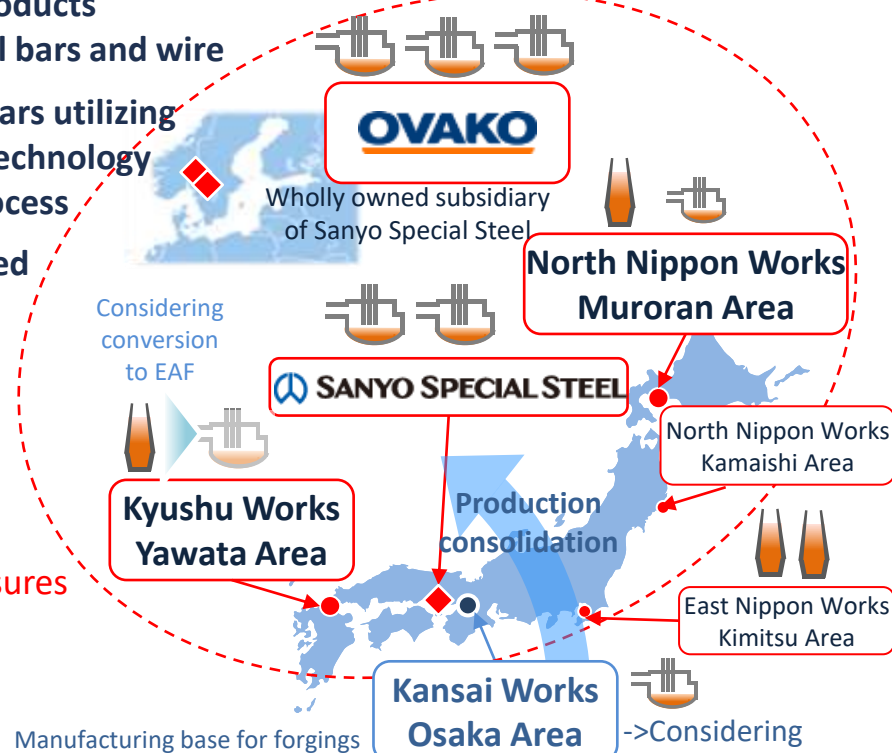 oducts
l bars and wire
ars utilizing
echnology
ocess
ed
OVAKO
Wholly owned subsidiary
of Sanyo Special Steel
North Nippon Works
Muroran Area
Considering
conversion
to EAF
SANYO SPECIAL STEEL
North Nippon Works
Kamaishi Area
Kyushu Works
Yawata Area
Production
consolidation
sures
East Nippon Works
Kimitsu Area
Kansai Works
Osaka Area
Manufacturing base for forgings
->Considering